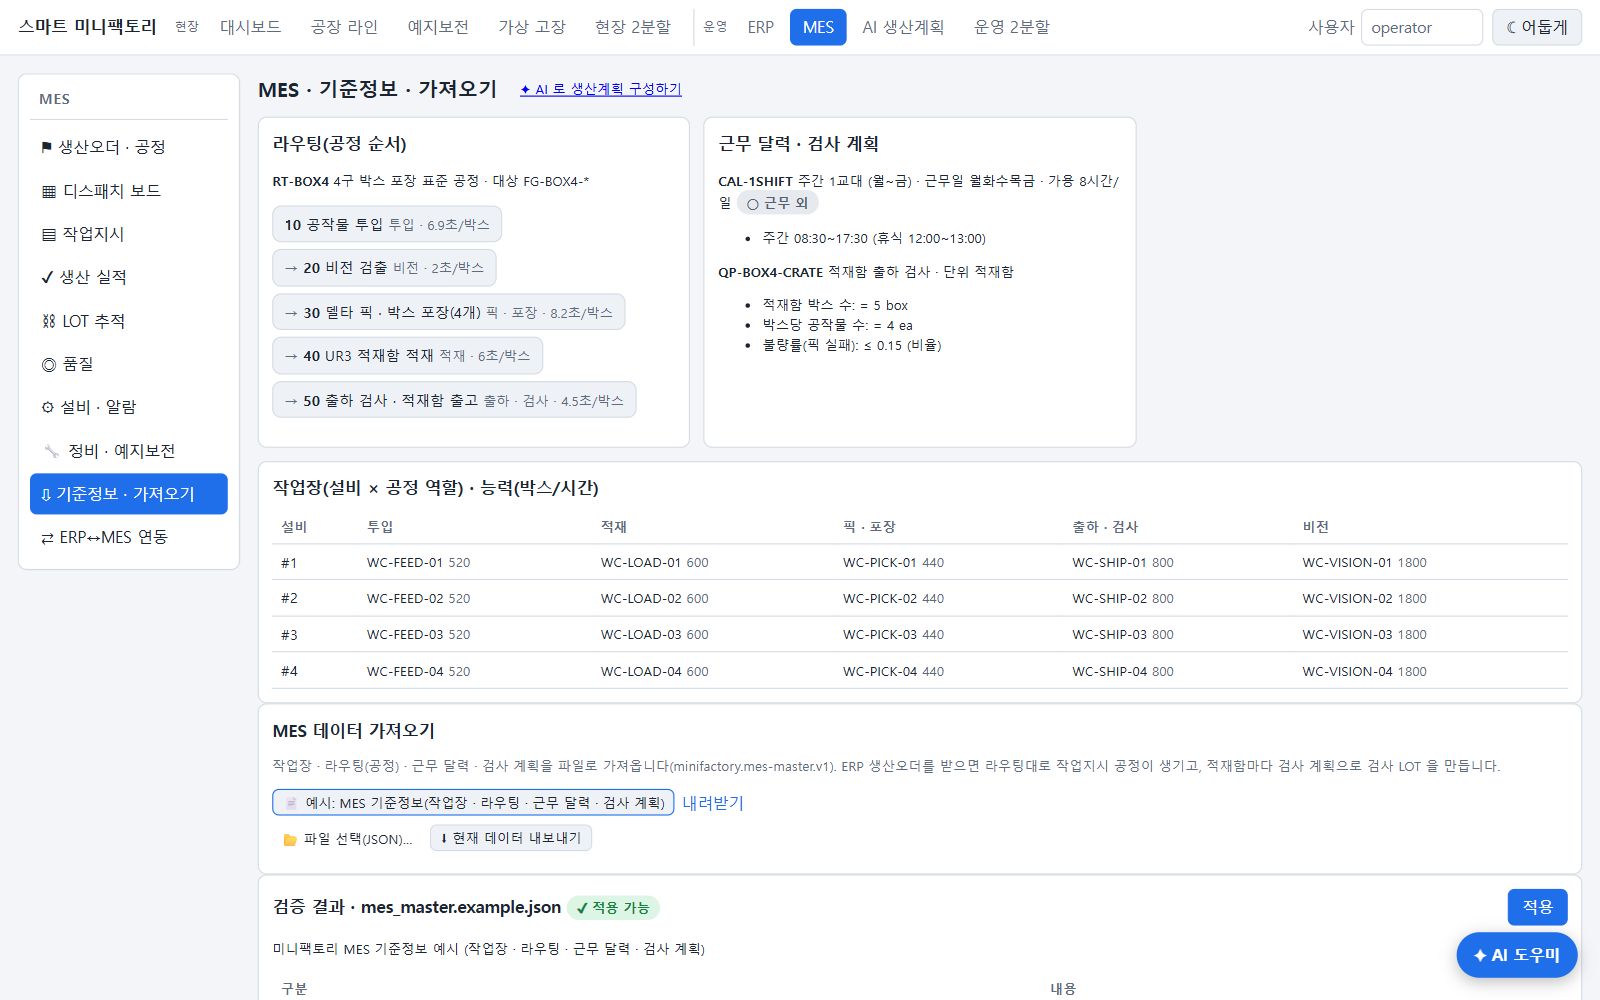 스마트 미니팩토리 현장 대시보드 공장 라인 예지보전 가상 고장 현장 2분할 운영 ERP MES AI 생산계획 운영 2분할 사용자 operator ☾ 어둡게
MES
⚑ 생산오더 · 공정
▦ 디스패치 보드
▤ 작업지시
✔ 생산 실적
⛓ LOT 추적
◎ 품질
⚙ 설비 · 알람
🔧 정비 · 예지보전
⇩ 기준정보 · 가져오기
⇄ ERP↔MES 연동
MES · 기준정보 · 가져오기 ✦ AI 로 생산계획 구성하기
라우팅(공정 순서)
RT-BOX4 4구 박스 포장 표준 공정 · 대상 FG-BOX4-*
10 공작물 투입 투입 · 6.9초/박스
→ 20 비전 검출 비전 · 2초/박스
→ 30 델타 픽 · 박스 포장(4개) 픽 · 포장 · 8.2초/박스
→ 40 UR3 적재함 적재 적재 · 6초/박스
→ 50 출하 검사 · 적재함 출고 출하 · 검사 · 4.5초/박스
근무 달력 · 검사 계획
CAL-1SHIFT 주간 1교대 (월~금) · 근무일 월화수목금 · 가용 8시간/
일 ○ 근무 외
• 주간 08:30~17:30 (휴식 12:00~13:00)
QP-BOX4-CRATE 적재함 출하 검사 · 단위 적재함
• 적재함 박스 수: = 5 box
• 박스당 공작물 수: = 4 ea
• 불량률(픽 실패): ≤ 0.15 (비율)
작업장(설비 × 공정 역할) · 능력(박스/시간)
설비 투입 적재 픽 · 포장 출하 · 검사 비전
#1 WC-FEED-01 520 WC-LOAD-01 600 WC-PICK-01 440 WC-SHIP-01 800 WC-VISION-01 1800
#2 WC-FEED-02 520 WC-LOAD-02 600 WC-PICK-02 440 WC-SHIP-02 800 WC-VISION-02 1800
#3 WC-FEED-03 520 WC-LOAD-03 600 WC-PICK-03 440 WC-SHIP-03 800 WC-VISION-03 1800
#4 WC-FEED-04 520 WC-LOAD-04 600 WC-PICK-04 440 WC-SHIP-04 800 WC-VISION-04 1800
MES 데이터 가져오기
작업장 · 라우팅(공정) · 근무 달력 · 검사 계획을 파일로 가져옵니다(minifactory.mes-master.v1). ERP 생산오더를 받으면 라우팅대로 작업지시 공정이 생기고, 적재함마다 검사 계획으로 검사 LOT 을 만듭니다.
📄 예시: MES 기준정보(작업장 · 라우팅 · 근무 달력 · 검사 계획) 내려받기
📂 파일 선택(JSON)... ⬇ 현재 데이터 내보내기
검증 결과 · mes_master.example.json ✔ 적용 가능 적용
미니팩토리 MES 기준정보 예시 (작업장 · 라우팅 · 근무 달력 · 검사 계획)
✦ AI 도우미
구분 내용